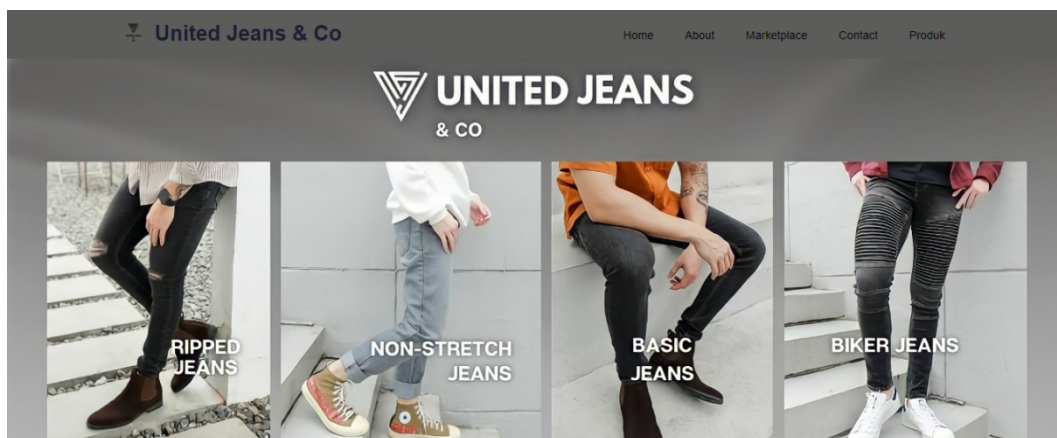 United Jeans & Co
Home About Marketplace Contact Produk
UNITED JEANS
& CO
RIPPED
JEANS
NON-STRETCH
JEANS
BASIC
JEANS
BIKER JEANS